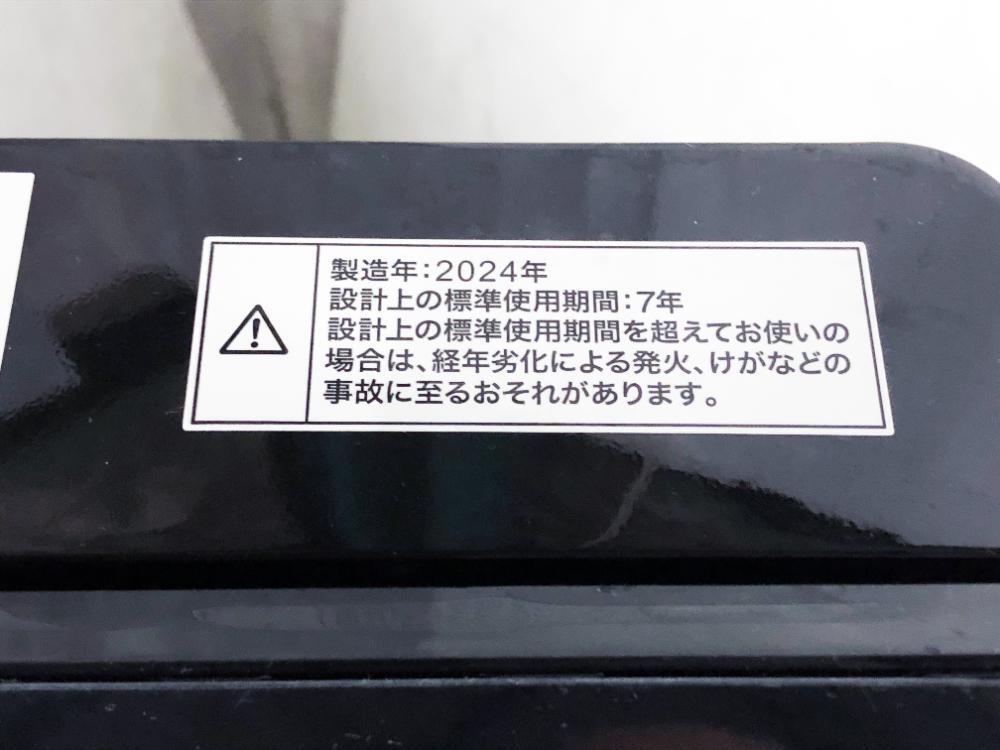 製造年:2024年
設計上の標準使用期間:7年
設計上の標準使用期間を超えてお使いの
場合は、経年劣化による発火、けがなどの
事故に至るおそれがあります。